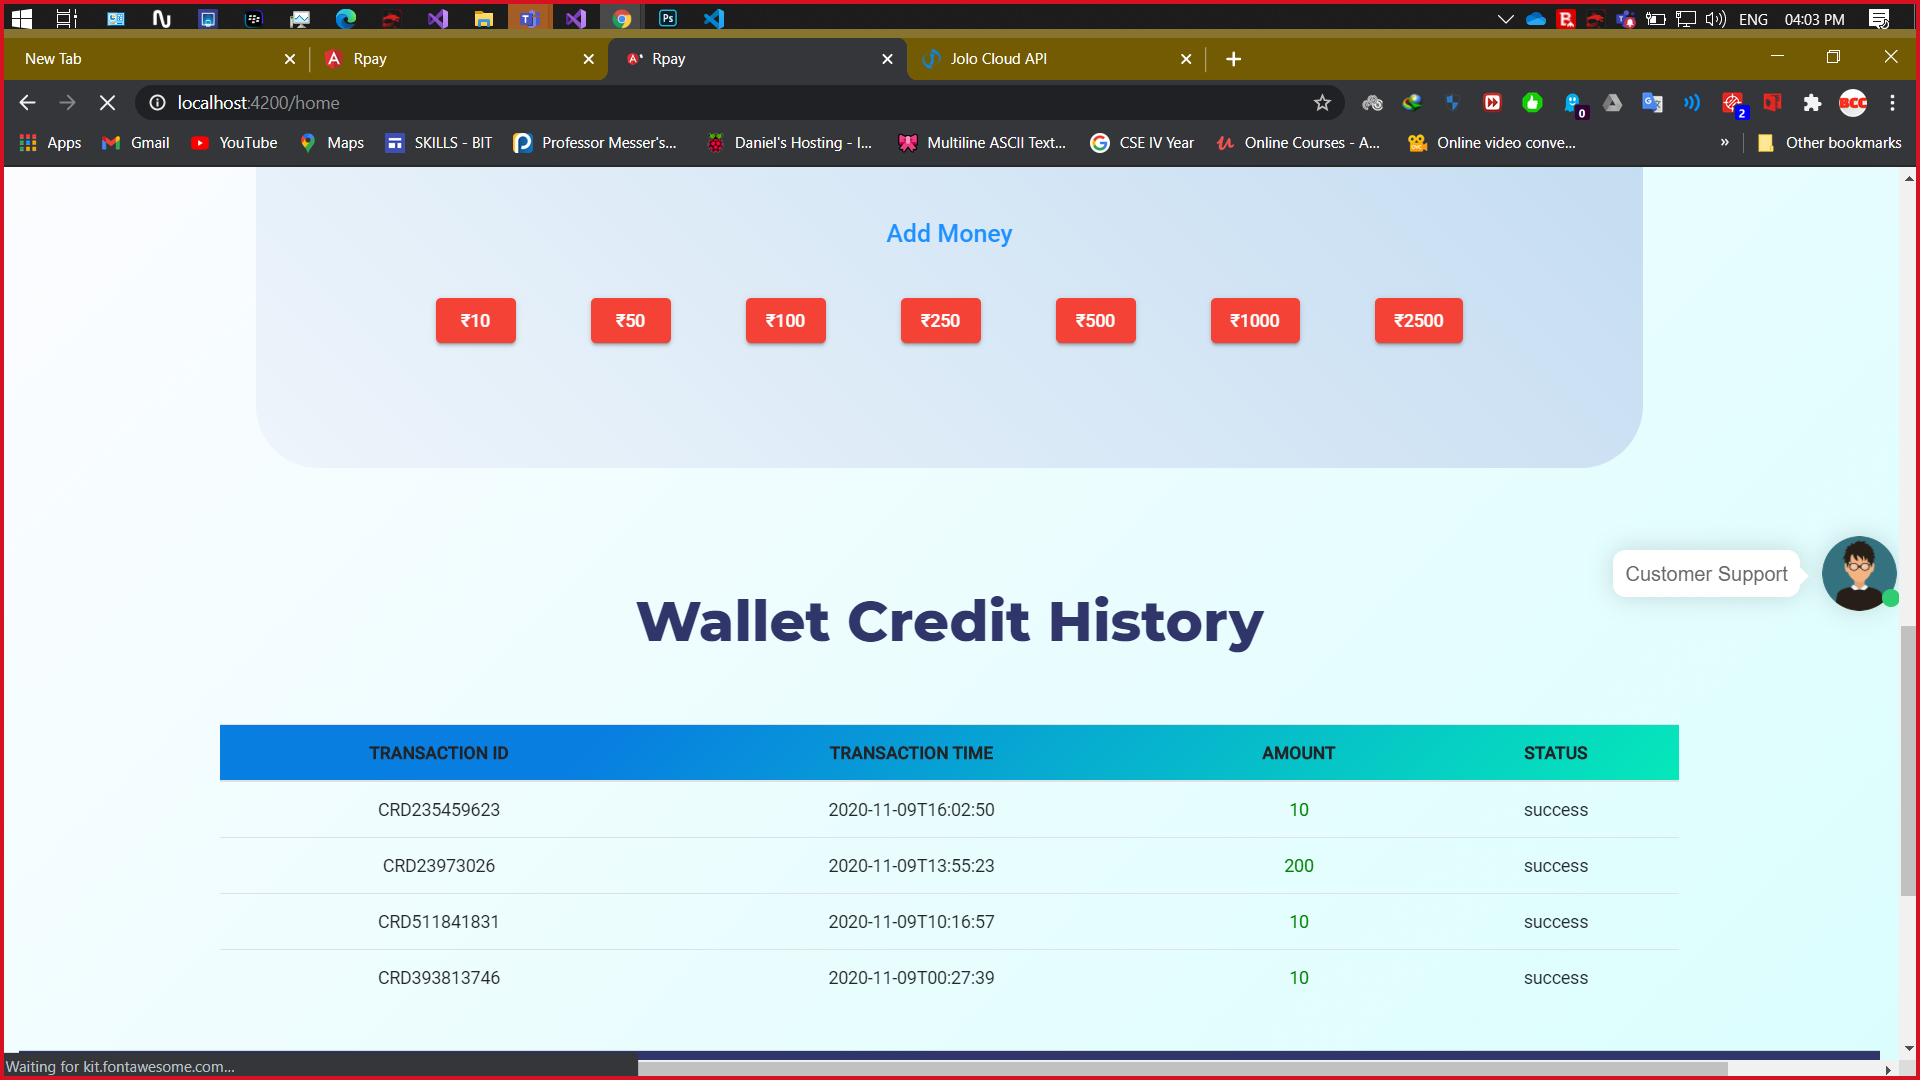 ENG 04:03 PM
New Tab Rpay Rpay Jolo Cloud API
localhost:4200/home
0 2 BCC
Apps Gmail YouTube Maps SKILLS - BIT Professor Messer's... Daniel's Hosting - I... Multiline ASCII Text... CSE IV Year Online Courses - A... Online video conve... » Other bookmarks
Add Money
₹10 ₹50 ₹100 ₹250 ₹500 ₹1000 ₹2500
Customer Support
Wallet Credit History
TRANSACTION ID TRANSACTION TIME AMOUNT STATUS
CRD235459623 2020-11-09T16:02:50 10 success
CRD23973026 2020-11-09T13:55:23 200 success
CRD511841831 2020-11-09T10:16:57 10 success
CRD393813746 2020-11-09T00:27:39 10 success
Waiting for kit.fontawesome.com...